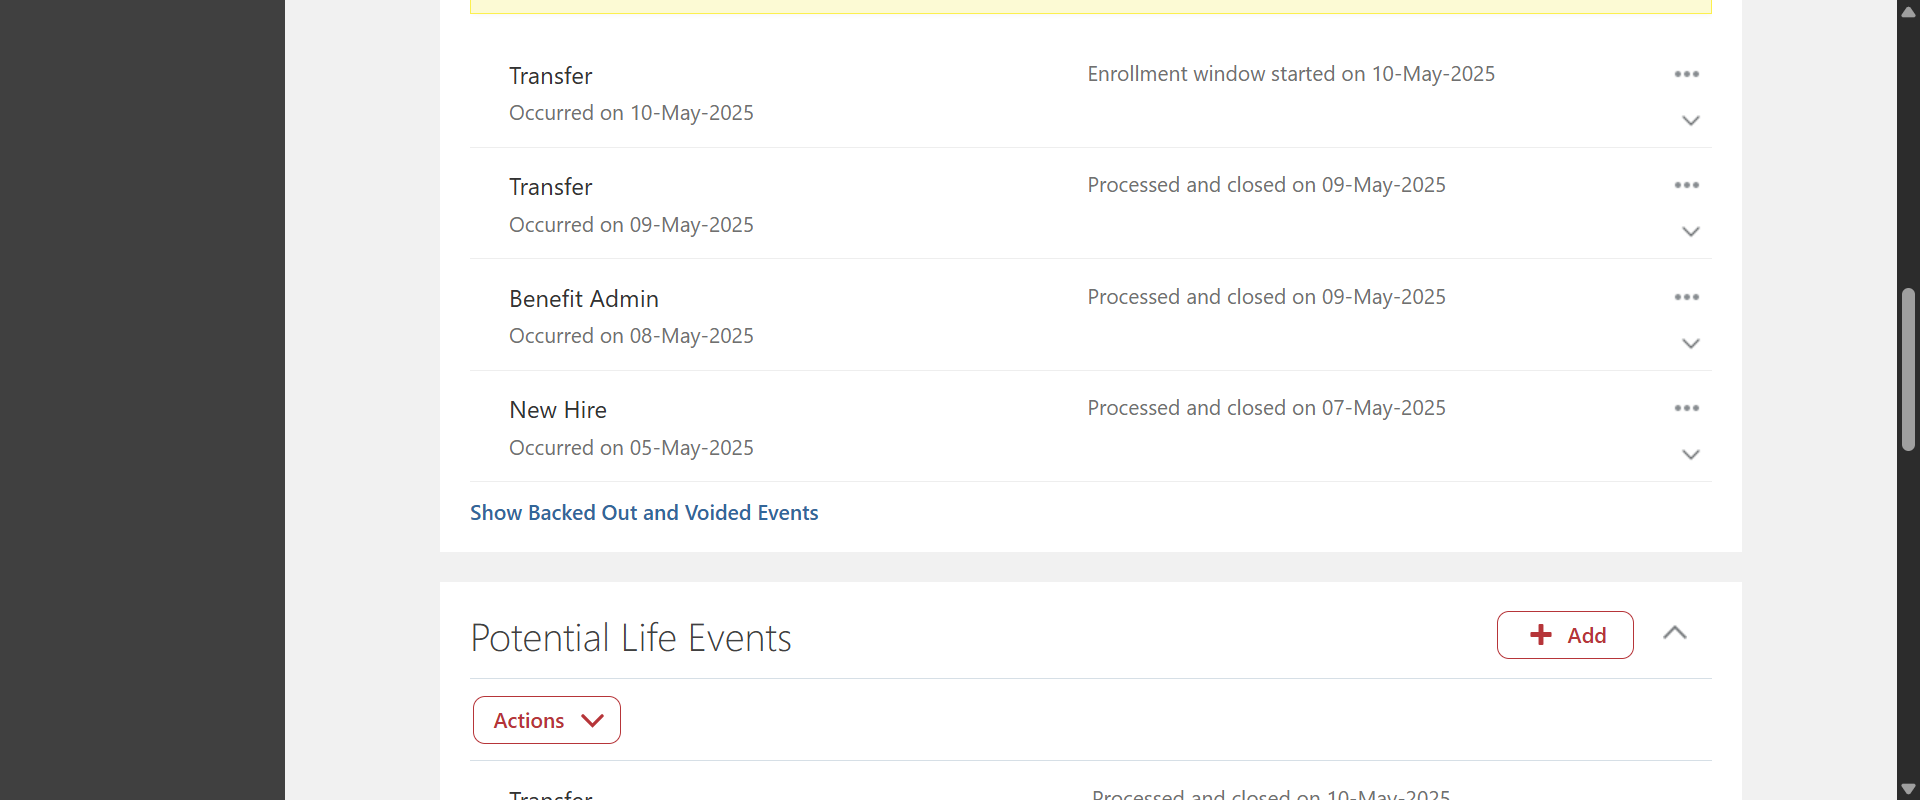 Transfer
Enrollment window started on 10-May-2025
Occurred on 10-May-2025
Transfer
Processed and closed on 09-May-2025
Occurred on 09-May-2025
Benefit Admin
Processed and closed on 09-May-2025
Occurred on 08-May-2025
New Hire
Processed and closed on 07-May-2025
Occurred on 05-May-2025
Show Backed Out and Voided Events
Potential Life Events
Add
Actions
Transfer
Processed and closed on 10-May-2025